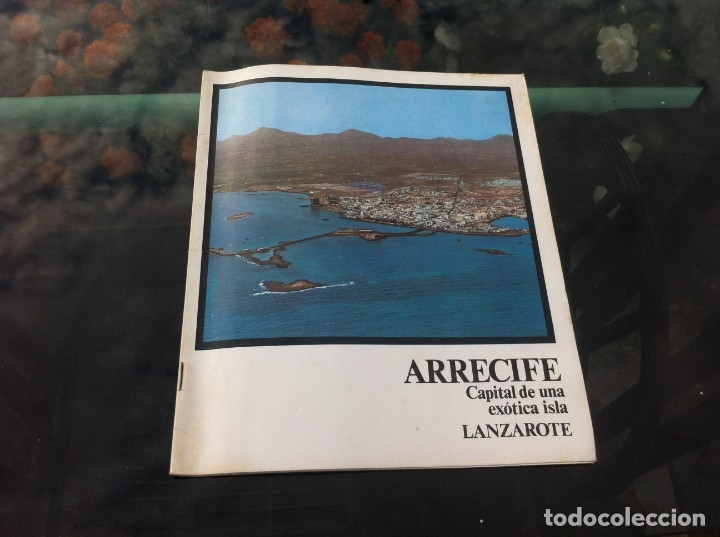 ARRECIFE
Capital de una
exótica isla
LANZAROTE
todocoleccion